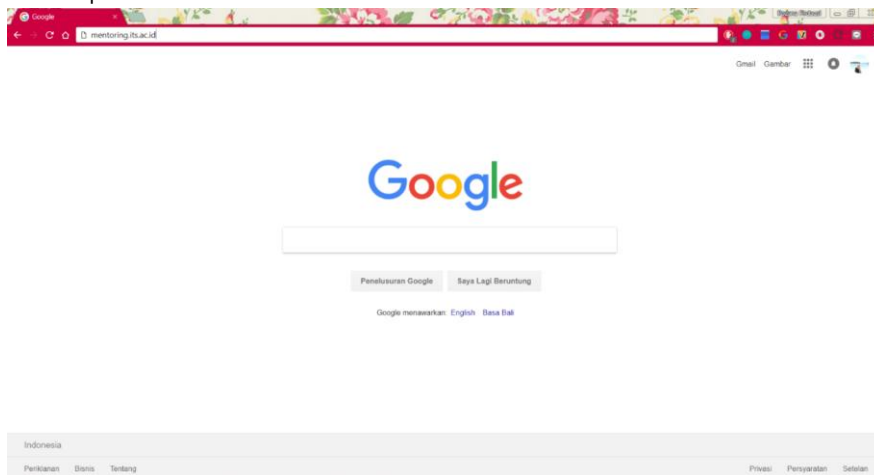 Google
mentoring.its.ac.id
Gmail Gambar
Google
Penelusuran Google Saya Lagi Beruntung
Google menawarkan: English Basa Bali
Indonesia
Periklanan Bisnis Tentang Privasi Persyaratan Setelan